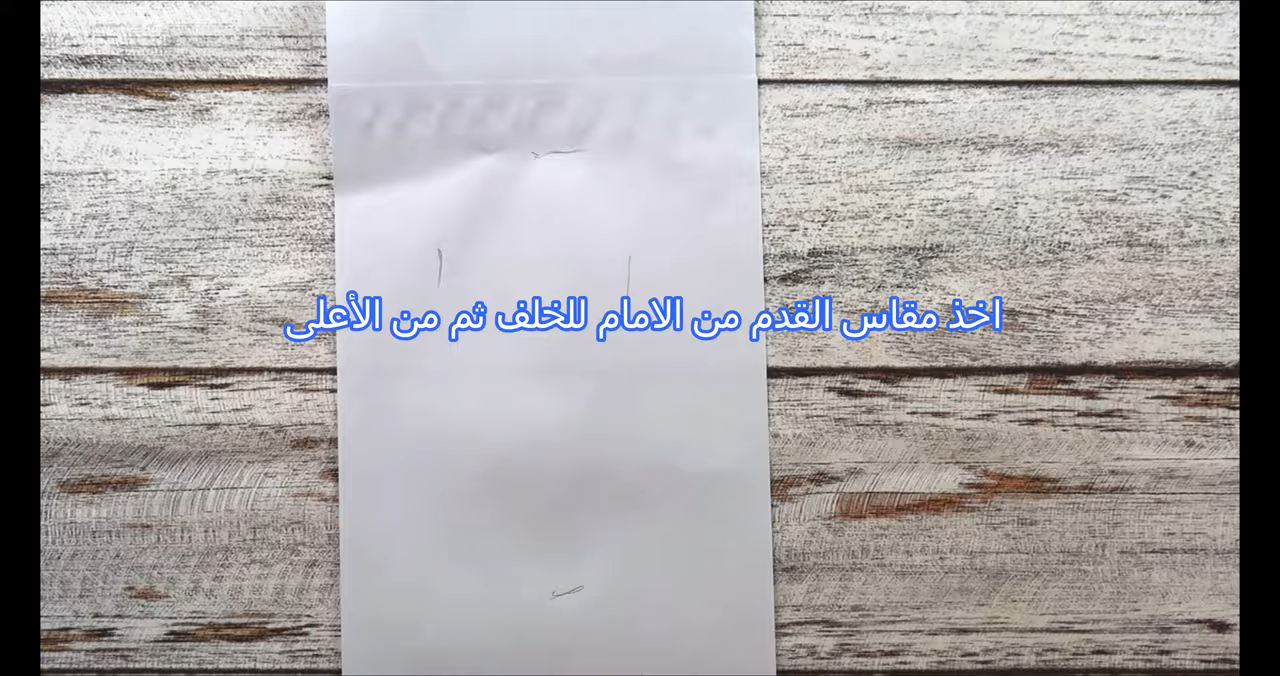 اخذ مقاس القدم من الامام للخلف ثم من الأعلى